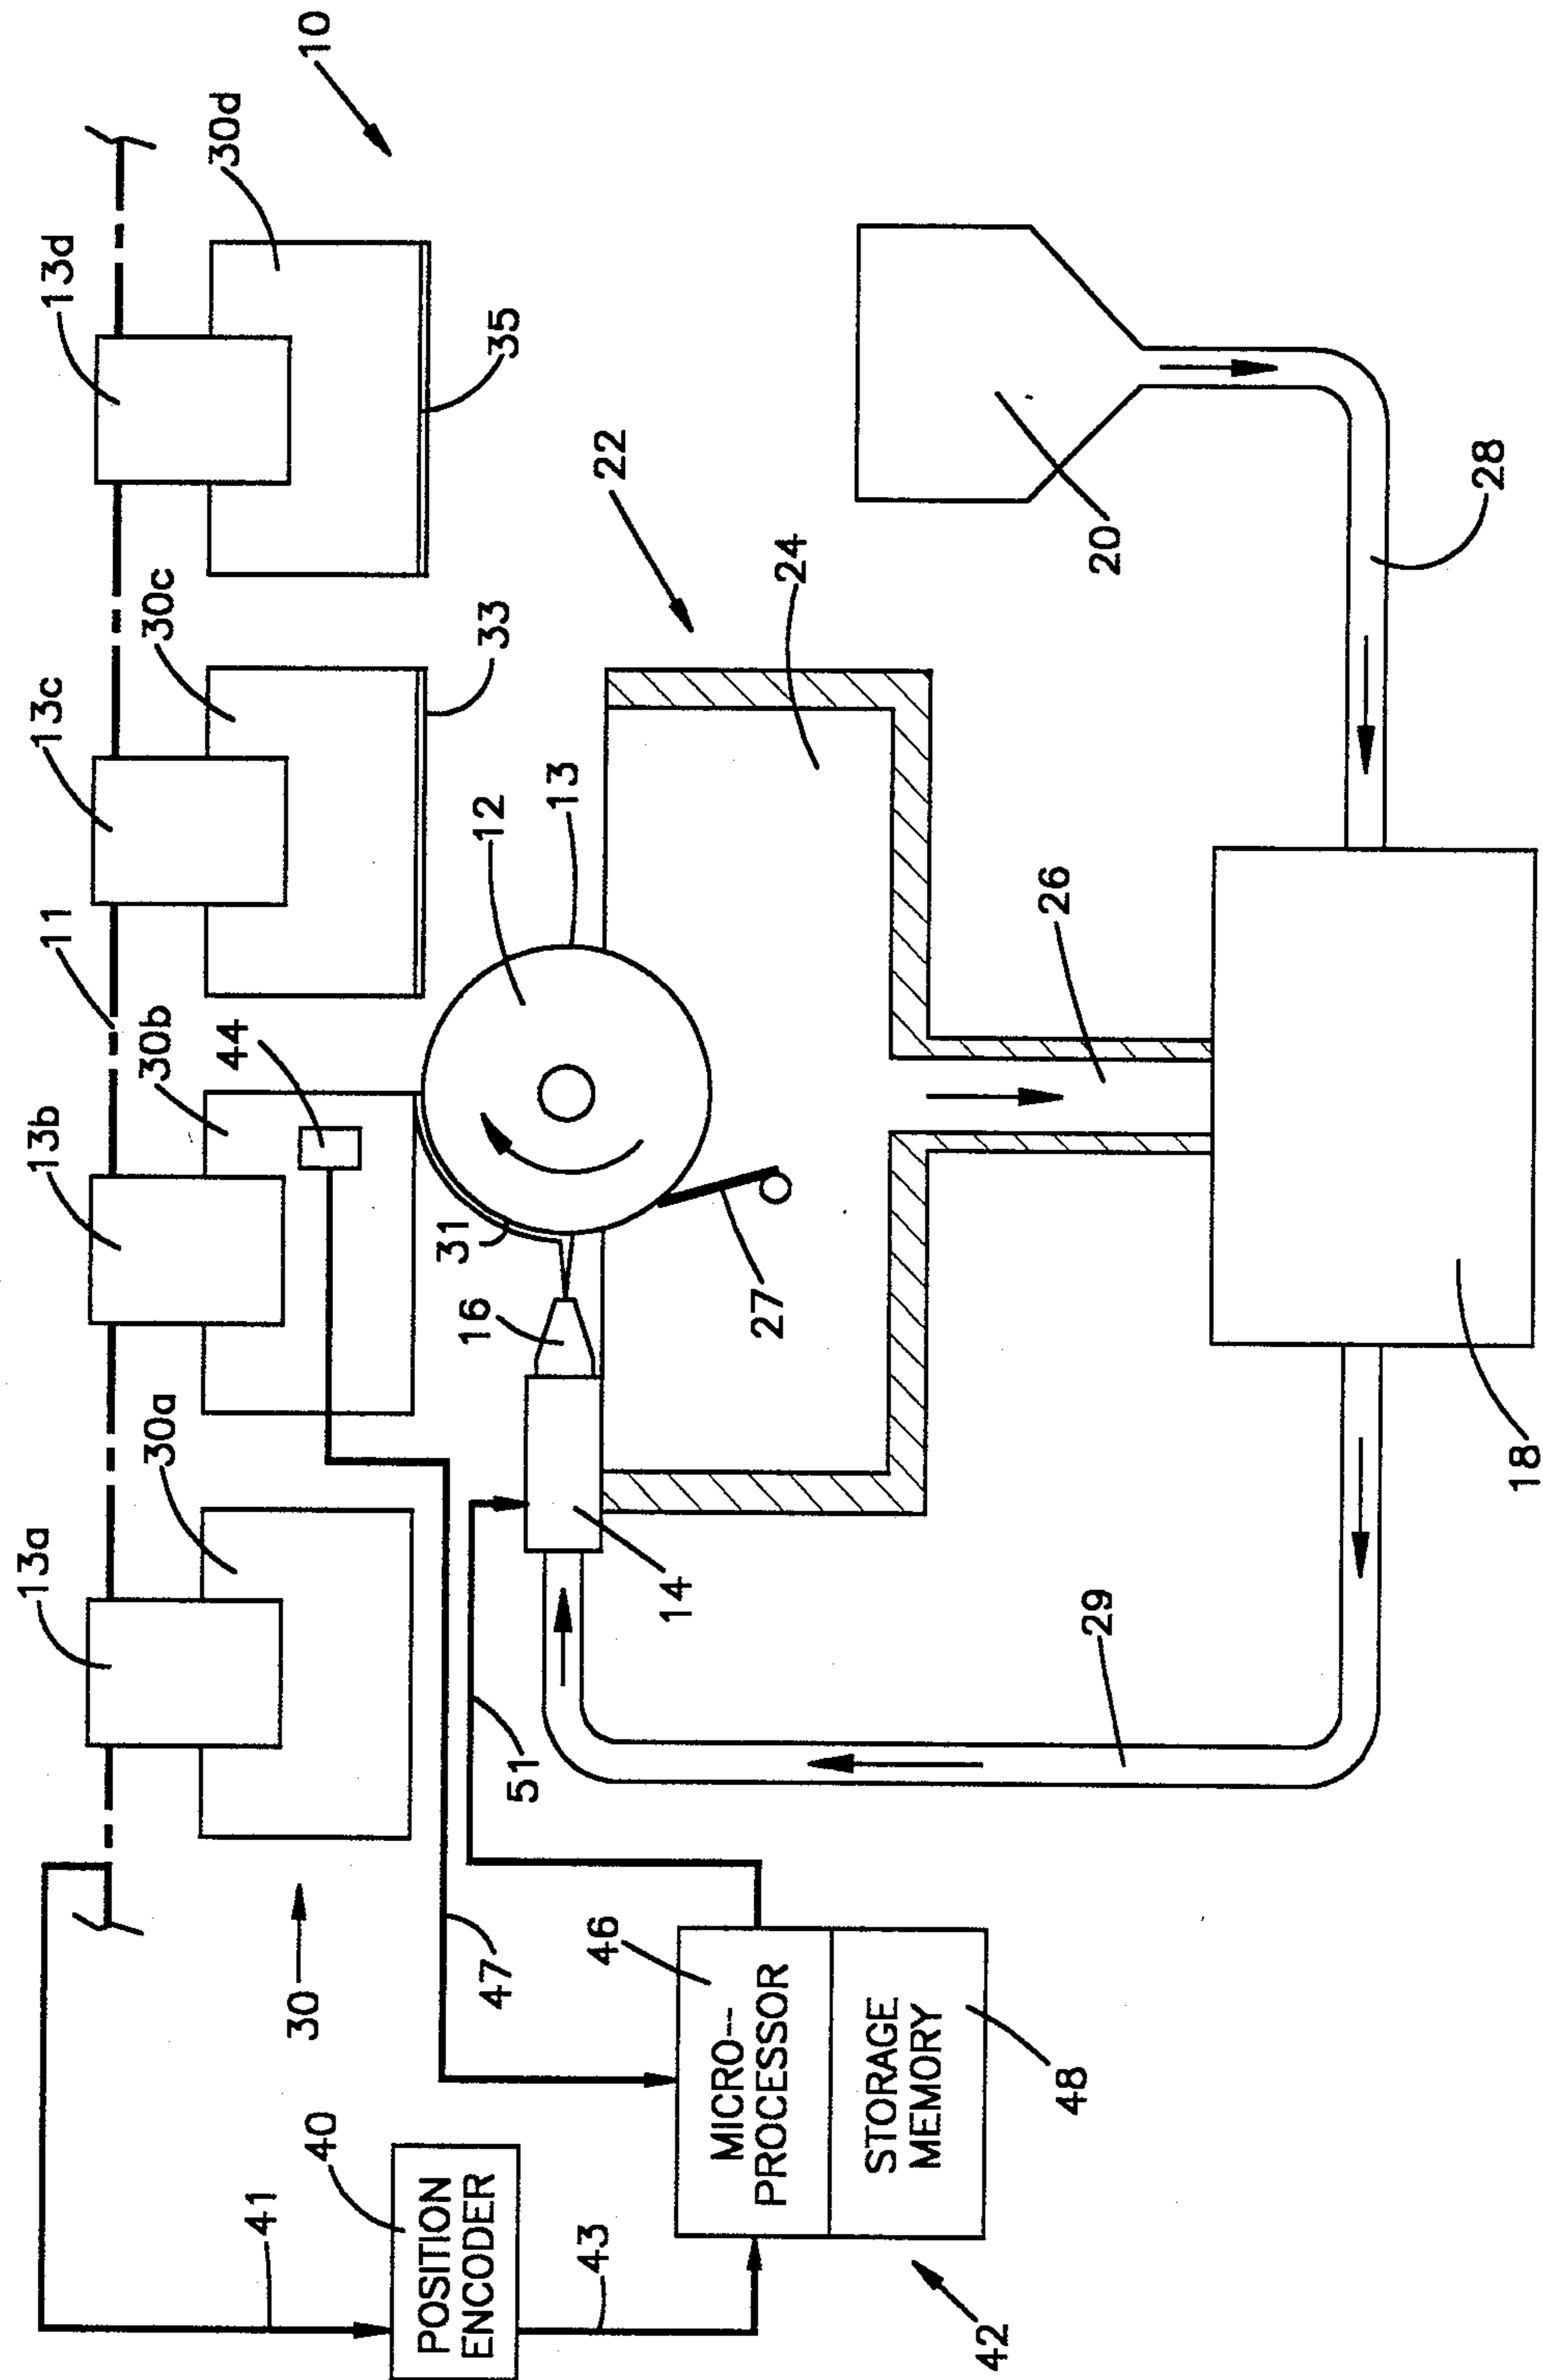 10
13d
30d
35
13c
30c
33
11
13b
30b
44
13a
30a
30
22
12
13
24
31
16
27
14
26
20
28
18
29
51
47
41
40
POSITION
ENCODER
43
46
MICRO-
PROCESSOR
STORAGE
MEMORY
48
42